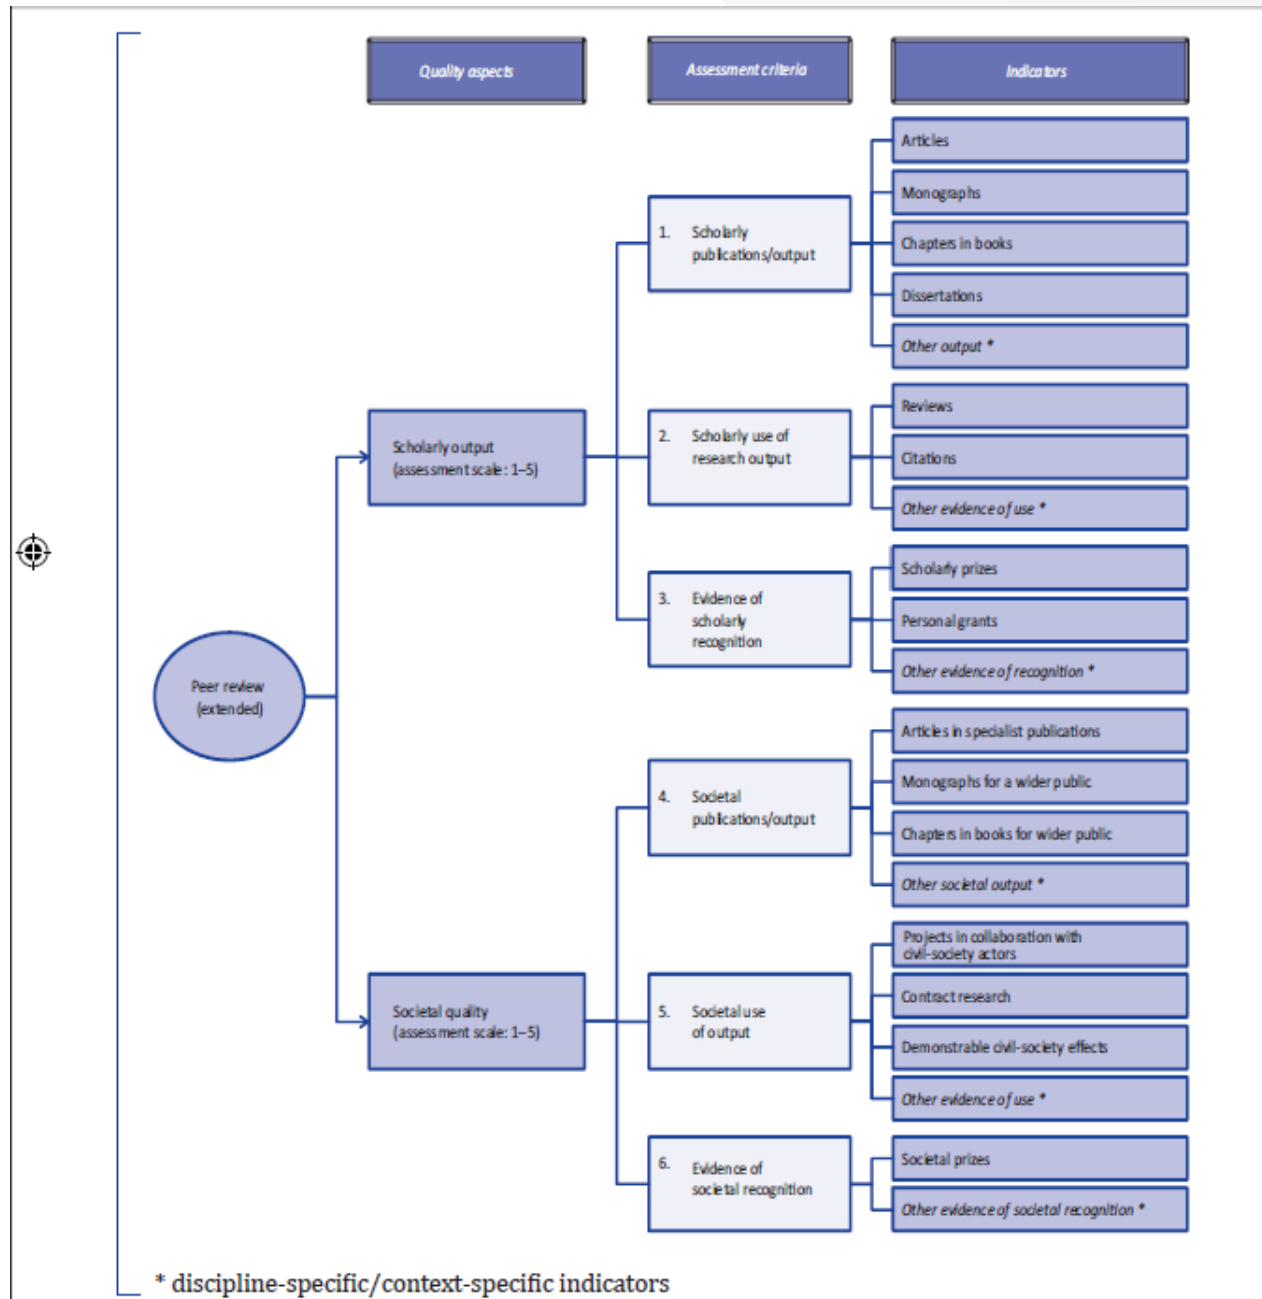 Quality aspects
Assessment criteria
Indicators
Articles
Monographs
1. Scholarly
publications/output
Chapters in books
Dissertations
Other output *
Reviews
Scholarly output
(assessment scale: 1–5)
2. Scholarly use of
research output
Citations
Other evidence of use *
Scholarly prizes
3. Evidence of
scholarly
recognition
Personal grants
Other evidence of recognition *
Peer review
(extended)
Articles in specialist publications
Monographs for a wider public
4. Societal
publications/output
Chapters in books for wider public
Other societal output *
Projects in collaboration with
civil-society actors
Contract research
Societal quality
(assessment scale: 1–5)
5. Societal use
of output
Demonstrable civil-society effects
Other evidence of use *
Societal prizes
6. Evidence of
societal recognition
Other evidence of societal recognition *
* discipline-specific/context-specific indicators